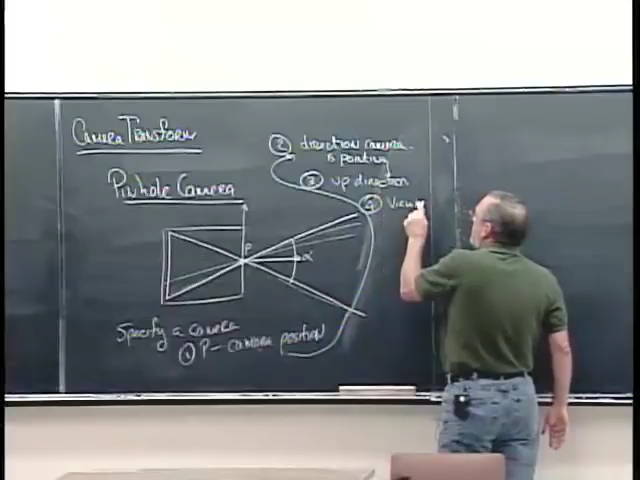 Camera Transform
Pinhole Camera
P
α
Specify a camera
① P - camera position
② direction camera
is pointing
③ up direction
④ view